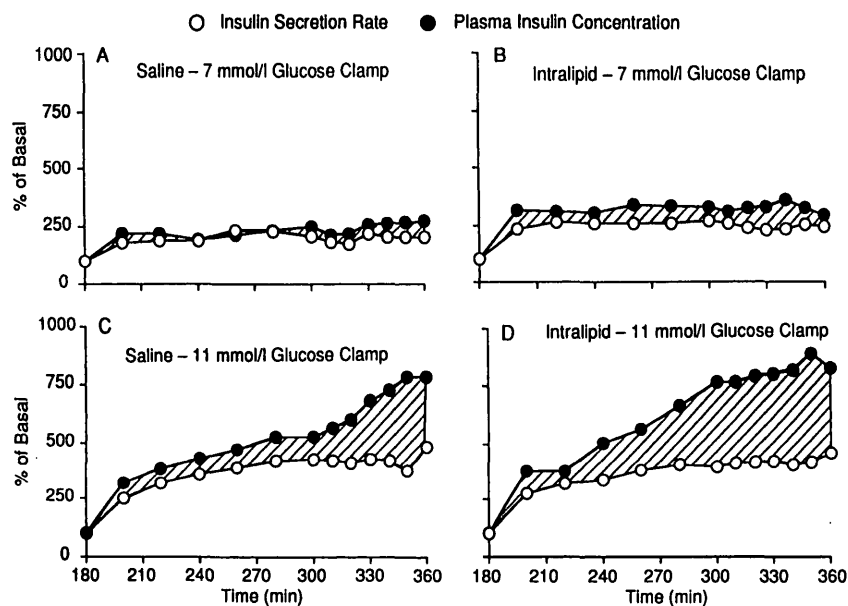 Insulin Secretion Rate Plasma Insulin Concentration
A
Saline – 7 mmol/l Glucose Clamp
% of Basal
1000
750
500
250
0
B
Intralipid – 7 mmol/l Glucose Clamp
C
Saline – 11 mmol/l Glucose Clamp
% of Basal
1000
750
500
250
0
180 210 240 270 300 330 360
Time (min)
D
Intralipid – 11 mmol/l Glucose Clamp
180 210 240 270 300 330 360
Time (min)